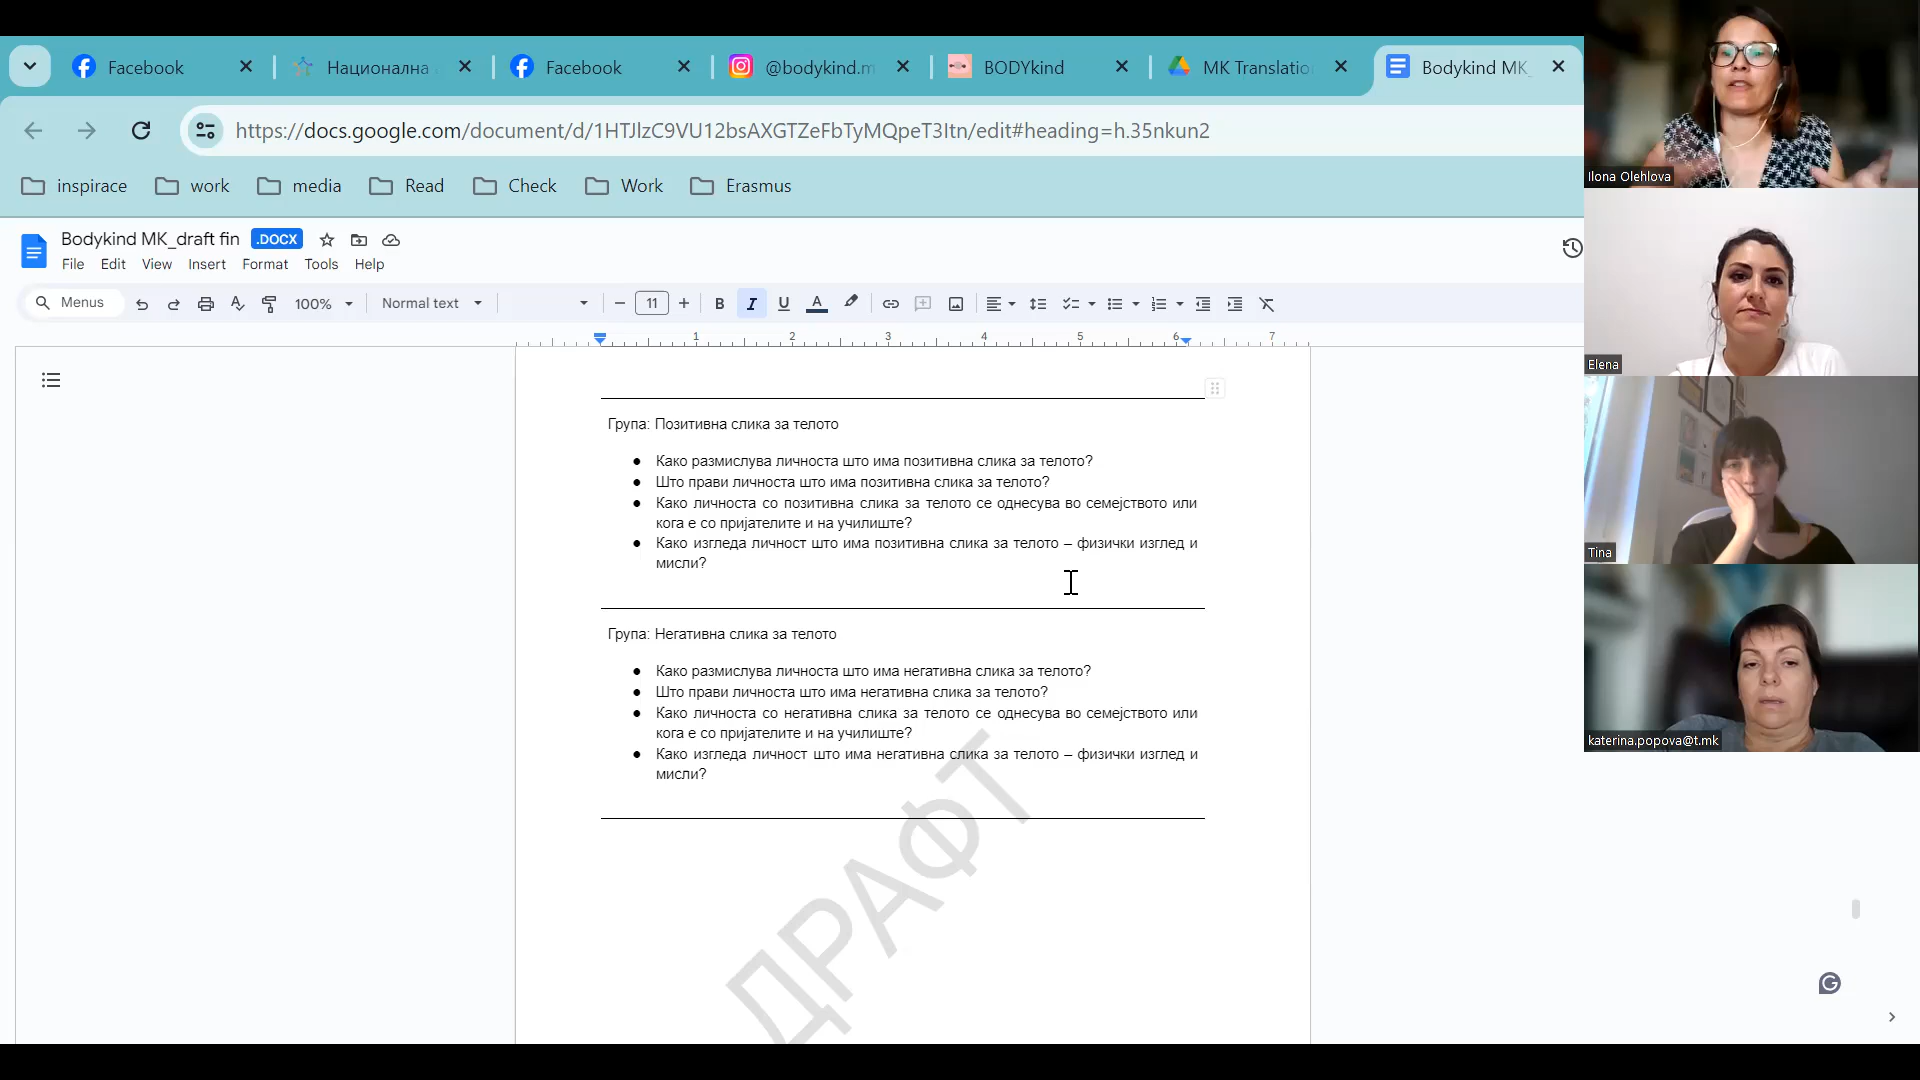 Facebook
Национална
Facebook
@bodykind.m
BODYkind
MK Translatio
Bodykind MK_
https://docs.google.com/document/d/1HTJlzC9VU12bsAXGTZeFbTyMQpeT3Itn/edit#heading=h.35nkun2
inspirace
work
media
Read
Check
Work
Erasmus
Bodykind MK_draft fin
.DOCX
File Edit View Insert Format Tools Help
Menus
100%
Normal text
11
B I U A
1 2 3 4 5 6 7
Група: Позитивна слика за телото
● Како размислува личноста што има позитивна слика за телото?
● Што прави личноста што има позитивна слика за телото?
● Како личноста со позитивна слика за телото се однесува во семејството или
кога е со пријателите и на училиште?
● Како изгледа личност што има позитивна слика за телото – физички изглед и
мисли?
Група: Негативна слика за телото
● Како размислува личноста што има негативна слика за телото?
● Што прави личноста што има негативна слика за телото?
● Како личноста со негативна слика за телото се однесува во семејството или
кога е со пријателите и на училиште?
● Како изгледа личност што има негативна слика за телото – физички изглед и
мисли?
ДРАФТ
Ilona Olehlova
Elena
Tina
katerina.popova@t.mk